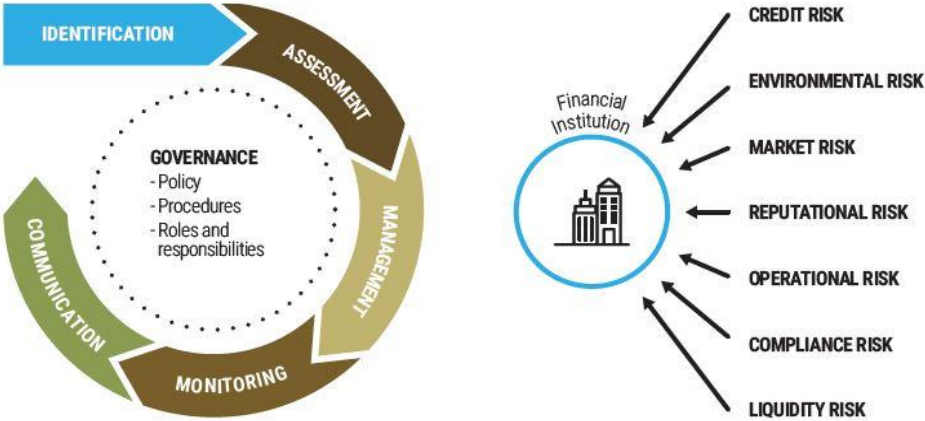 IDENTIFICATION
ASSESSMENT
MANAGEMENT
MONITORING
COMMUNICATION
GOVERNANCE
- Policy
- Procedures
- Roles and
responsibilities
Financial
Institution
CREDIT RISK
ENVIRONMENTAL RISK
MARKET RISK
REPUTATIONAL RISK
OPERATIONAL RISK
COMPLIANCE RISK
LIQUIDITY RISK